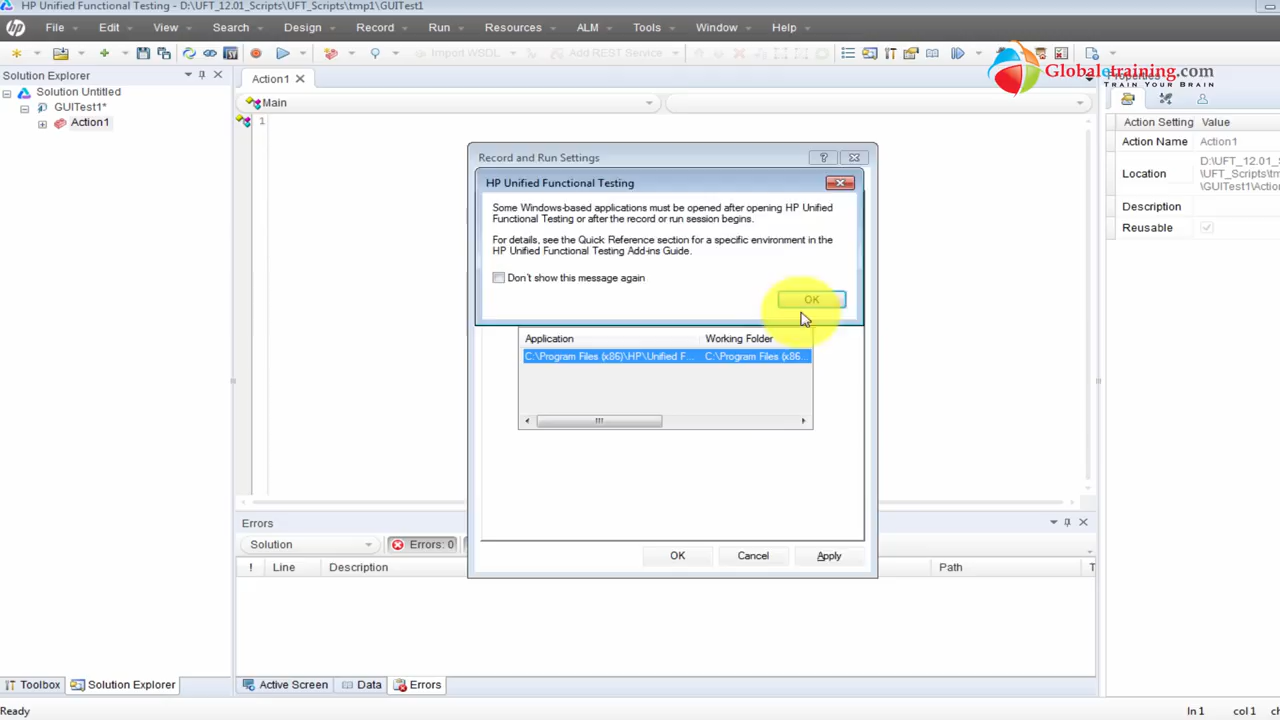 HP Unified Functional Testing - D:\UFT_12.01_Scripts\UFT_Scripts\tmp1\GUITest1
File Edit View Search Design Record Run Resources ALM Tools Window Help
Import WSDL Add REST Service
Globaletraining.com
TRAIN YOUR BRAIN
Solution Explorer
Action1
Properties
Solution Untitled
GUITest1*
Action1
Main
1
Action Setting Value
Action Name Action1
Location D:\UFT_12.01_S
\UFT_Scripts\tm
\GUITest1\Action
Description
Reusable
Record and Run Settings
HP Unified Functional Testing
Some Windows-based applications must be opened after opening HP Unified
Functional Testing or after the record or run session begins.
For details, see the Quick Reference section for a specific environment in the
HP Unified Functional Testing Add-ins Guide.
Don't show this message again
OK
Application Working Folder
C:\Program Files (x86)\HP\Unified F... C:\Program Files (x86...
OK Cancel Apply
Errors
Solution Errors: 0
! Line Description Path T
Toolbox Solution Explorer Active Screen Data Errors
Ready ln 1 col 1 ch